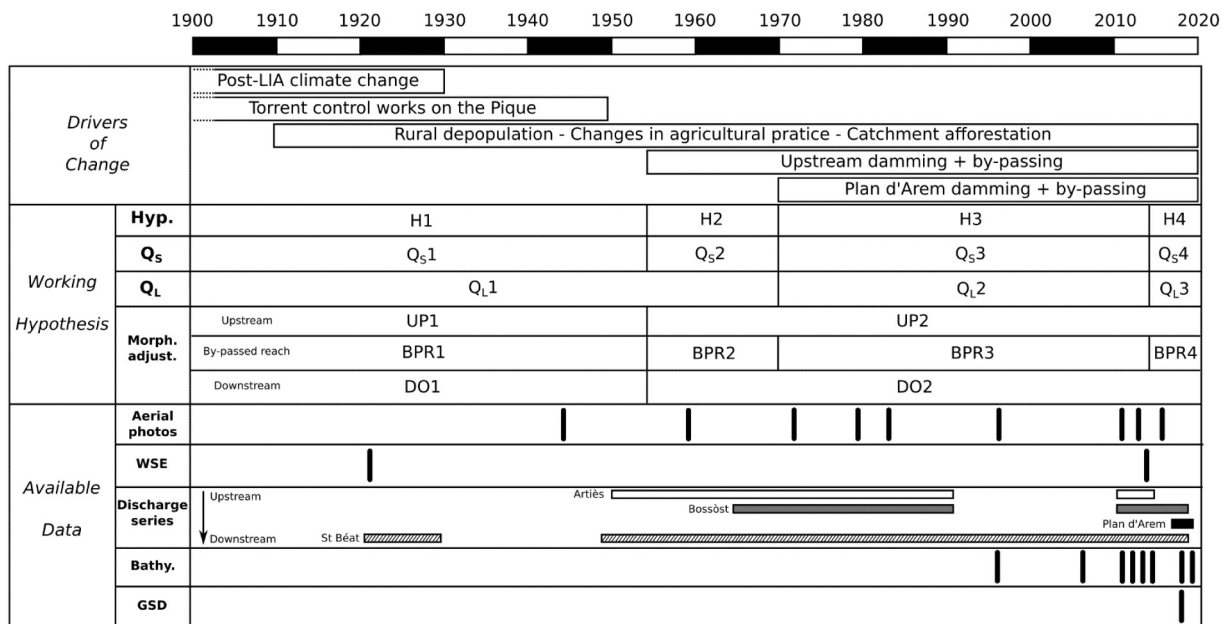 1900 1910 1920 1930 1940 1950 1960 1970 1980 1990 2000 2010 2020
Drivers
of
Change
Post-LIA climate change
Torrent control works on the Pique
Rural depopulation - Changes in agricultural pratice - Catchment afforestation
Upstream damming + by-passing
Plan d'Arem damming + by-passing
Working
Hypothesis
Hyp. H1 H2 H3 H4
QS QS1 QS2 QS3 QS4
QL QL1 QL2 QL3
Morph.
adjust.
Upstream UP1 UP2
By-passed reach BPR1 BPR2 BPR3 BPR4
Downstream DO1 DO2
Available
Data
Aerial
photos
WSE
Discharge
series
Upstream
Downstream
Artiès
Bossòst
Plan d'Arem
St Béat
Bathy.
GSD